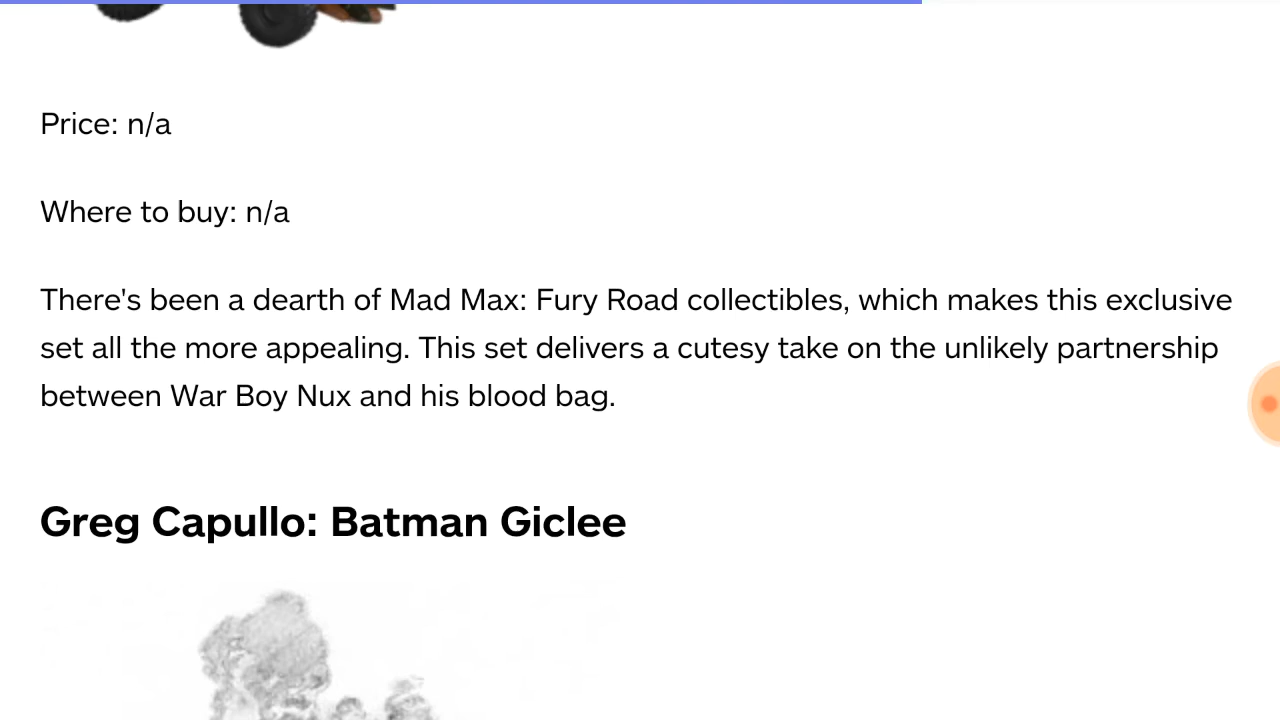 Price: n/a
Where to buy: n/a
There's been a dearth of Mad Max: Fury Road collectibles, which makes this exclusive
set all the more appealing. This set delivers a cutesy take on the unlikely partnership
between War Boy Nux and his blood bag.
Greg Capullo: Batman Giclee